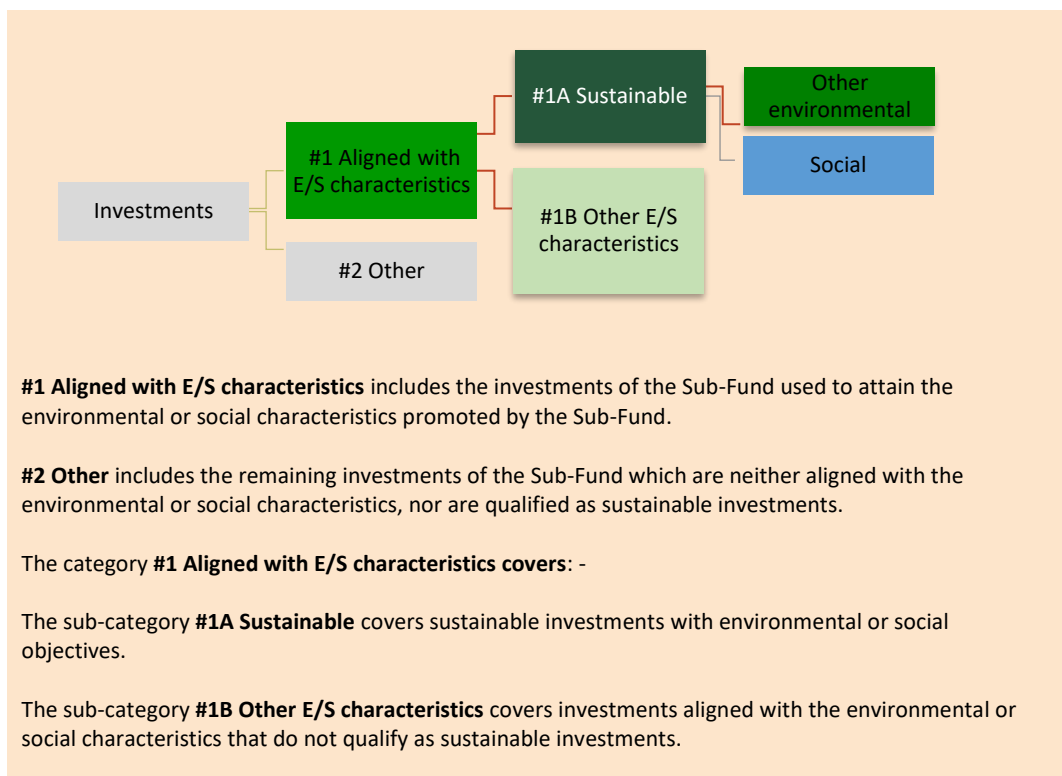 #1A Sustainable
Other
environmental
Social
#1 Aligned with
E/S characteristics
Investments
#1B Other E/S
characteristics
#2 Other
#1 Aligned with E/S characteristics includes the investments of the Sub-Fund used to attain the
environmental or social characteristics promoted by the Sub-Fund.
#2 Other includes the remaining investments of the Sub-Fund which are neither aligned with the
environmental or social characteristics, nor are qualified as sustainable investments.
The category #1 Aligned with E/S characteristics covers: -
The sub-category #1A Sustainable covers sustainable investments with environmental or social
objectives.
The sub-category #1B Other E/S characteristics covers investments aligned with the environmental or
social characteristics that do not qualify as sustainable investments.